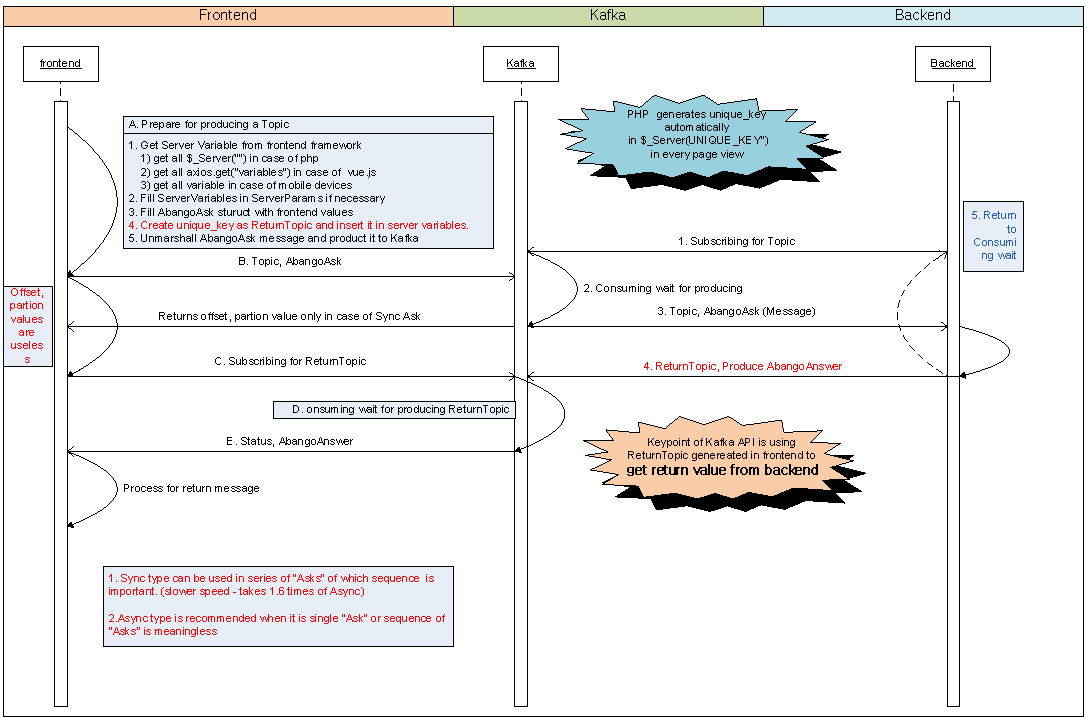 Frontend
Kafka
Backend
frontend
Kafka
Backend
A. Prepare for producing a Topic
1. Get Server Variable from frontend framework
1) get all $_Server("") in case of php
2) get all axios.get("variables") in case of  vue.js
3) get all variable in case of mobile devices
2. Fill ServerVariables in ServerParams if necessary
3. Fill AbangoAsk sturuct with frontend values
4. Create unique_key as ReturnTopic and insert it in server variables.
5. Unmarshall AbangoAsk message and product it to Kafka
PHP  generates unique_key
automatically
in $_Server(UNIQUE_KEY")
in every page view
5. Return
to
Consumi
ng wait
1. Subscribing for Topic
B. Topic, AbangoAsk
2. Consuming wait for producing
3. Topic, AbangoAsk (Message)
Offset,
partion
values
are
useles
s
Returns offset, partion value only in case of Sync Ask
C. Subscribing for ReturnTopic
4. ReturnTopic, Produce AbangoAnswer
D. onsuming wait for producing ReturnTopic
E. Status, AbangoAnswer
Keypoint of Kafka API is using
ReturnTopic genereated in frontend to
get return value from backend
Process for return message
1. Sync type can be used in series of "Asks" of which sequence  is
important. (slower speed - takes 1.6 times of Async)
2.Async type is recommended when it is single "Ask" or sequence of
"Asks" is meaningless